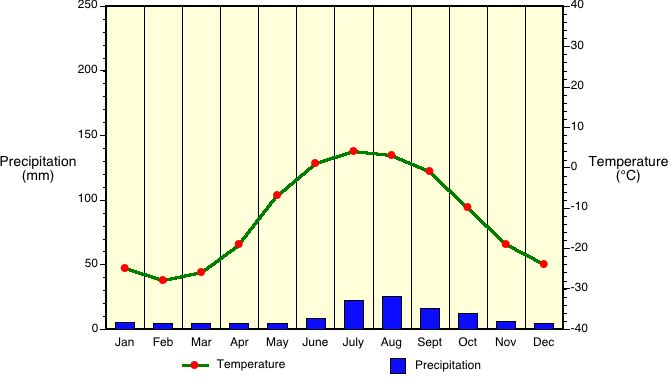 250
200
150
100
50
0
Precipitation
(mm)
40
30
20
10
0
-10
-20
-30
-40
Temperature
(°C)
Jan Feb Mar Apr May June July Aug Sept Oct Nov Dec
Temperature Precipitation